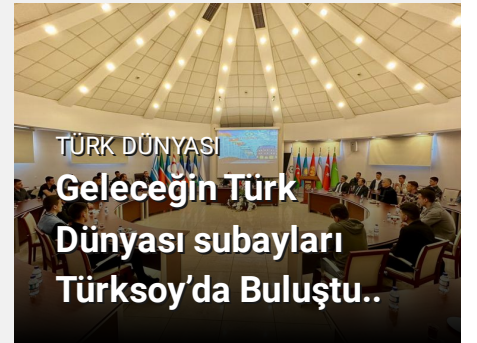 TÜRK DÜNYASI
Geleceğin Türk
Dünyası subayları
Türksoy’da Buluştu..